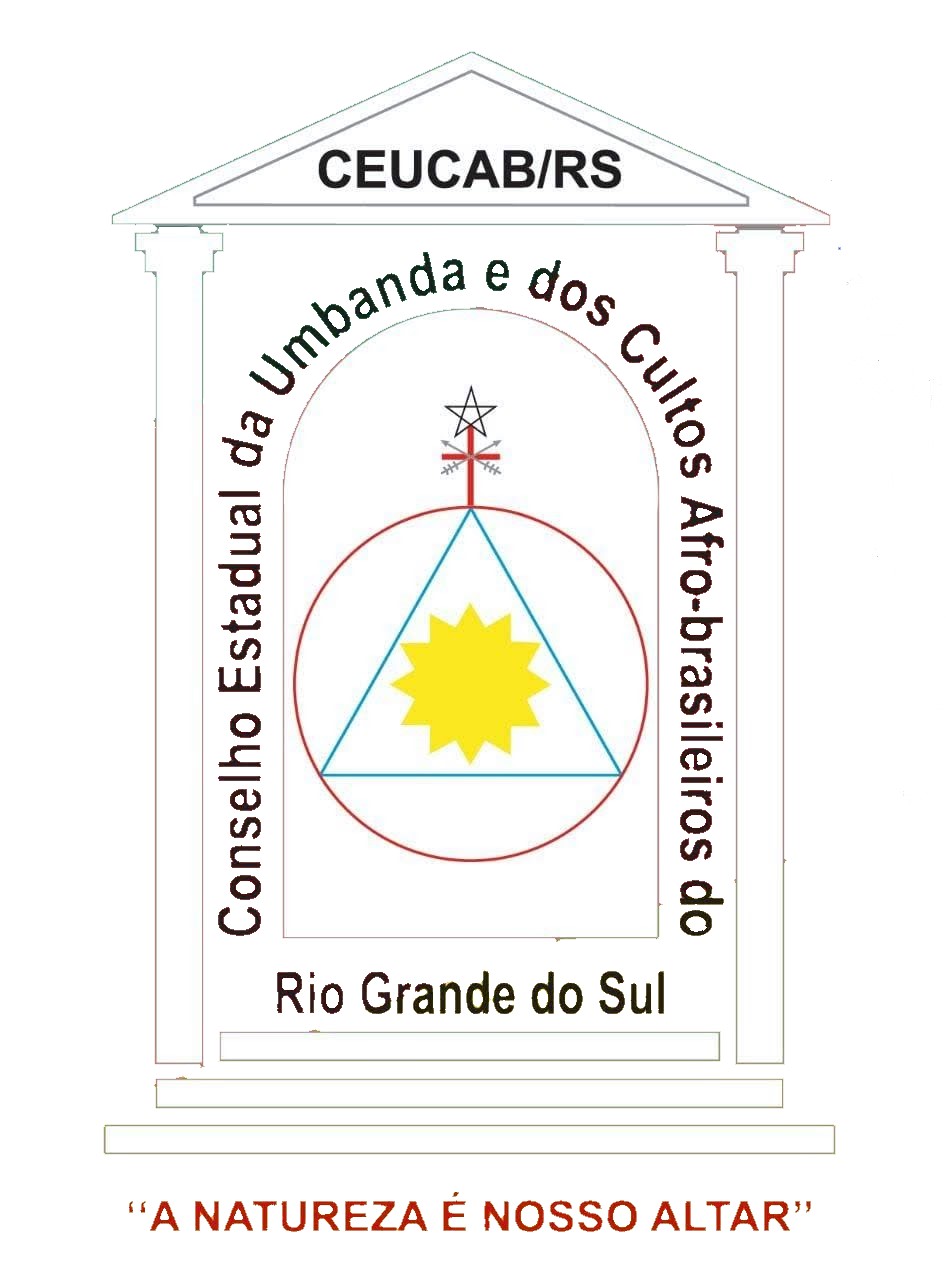 CEUCAB/RS
Conselho Estadual da Umbanda e dos Cultos Afro-brasileiros do
Rio Grande do Sul
“A NATUREZA É NOSSO ALTAR”